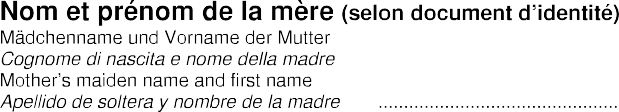 Nom et prénom de la mère (selon document d'identité)
Mädchenname und Vorname der Mutter
Cognome di nascita e nome della madre
Mother's maiden name and first name
Apellido de soltera y nombre de la madre ................................................